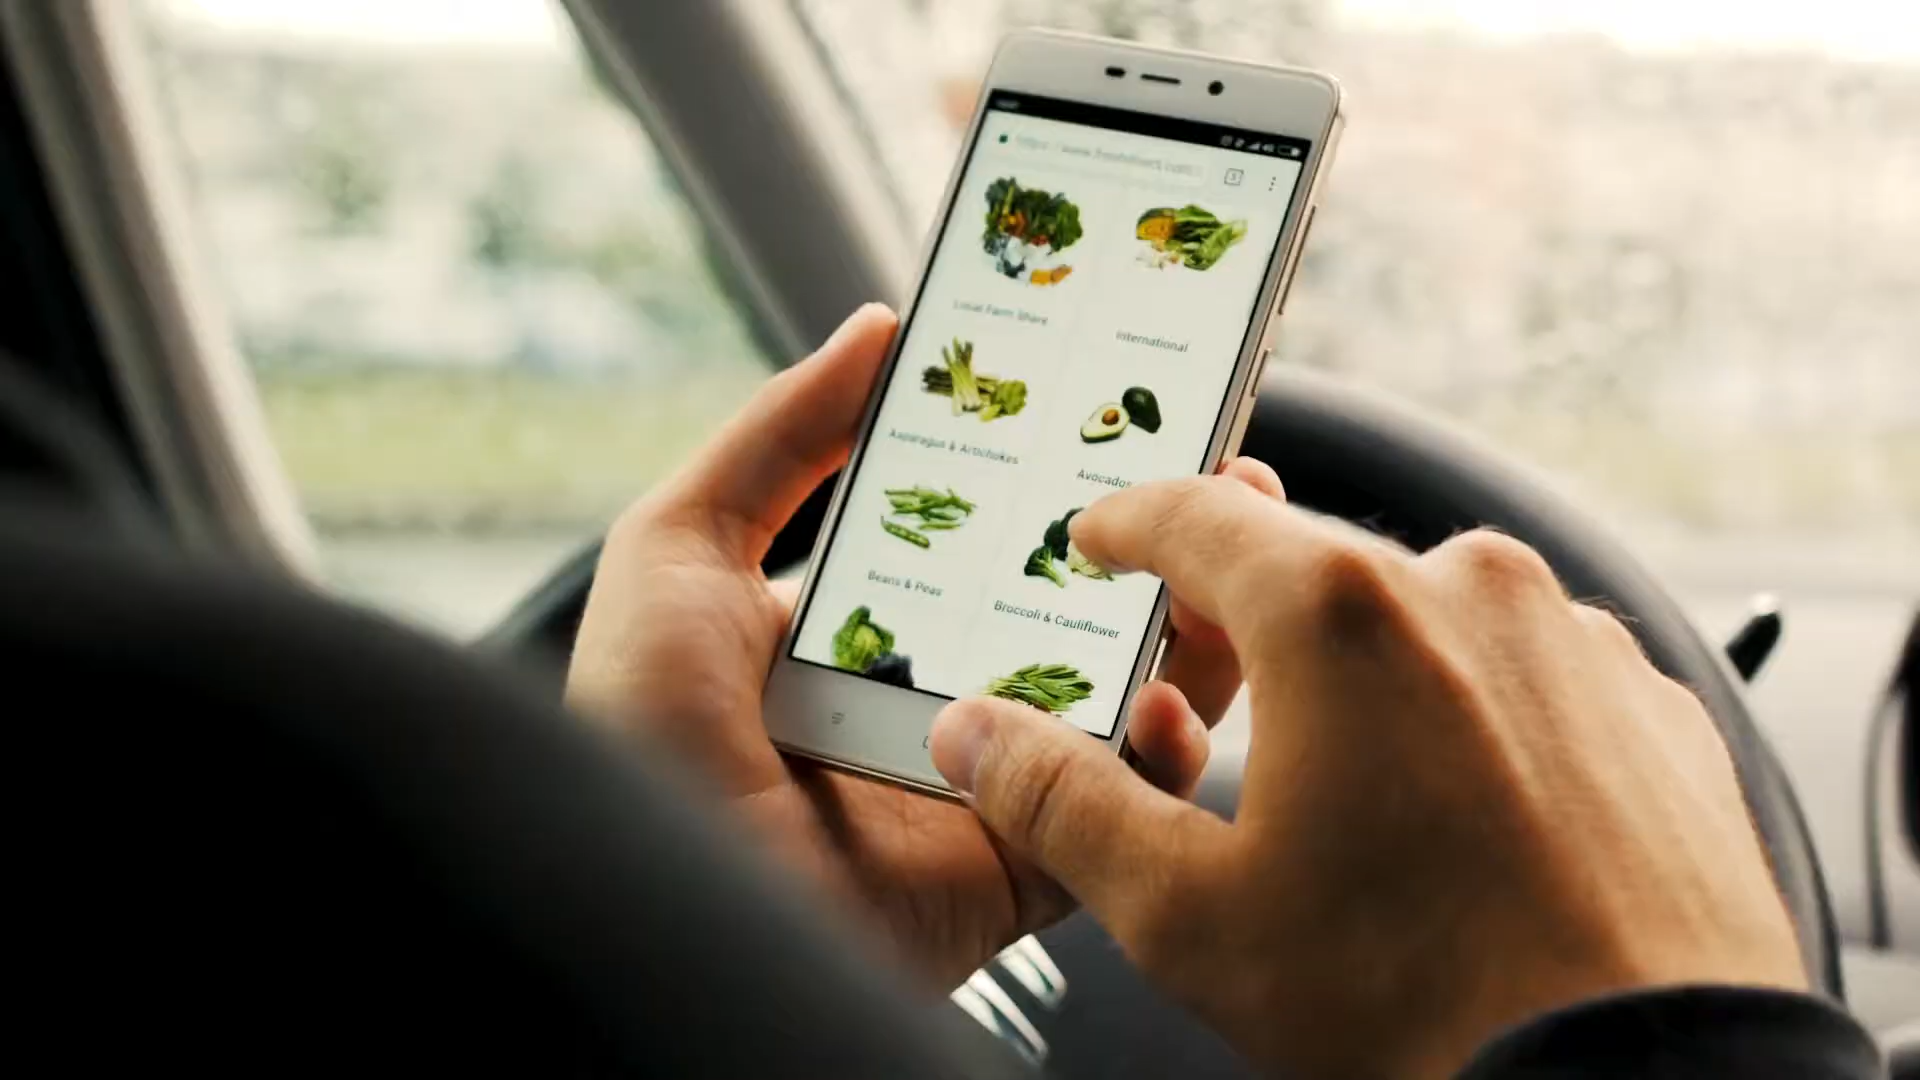 Local Farm Share
International
Asparagus & Artichokes
Avocados
Beans & Peas
Broccoli & Cauliflower